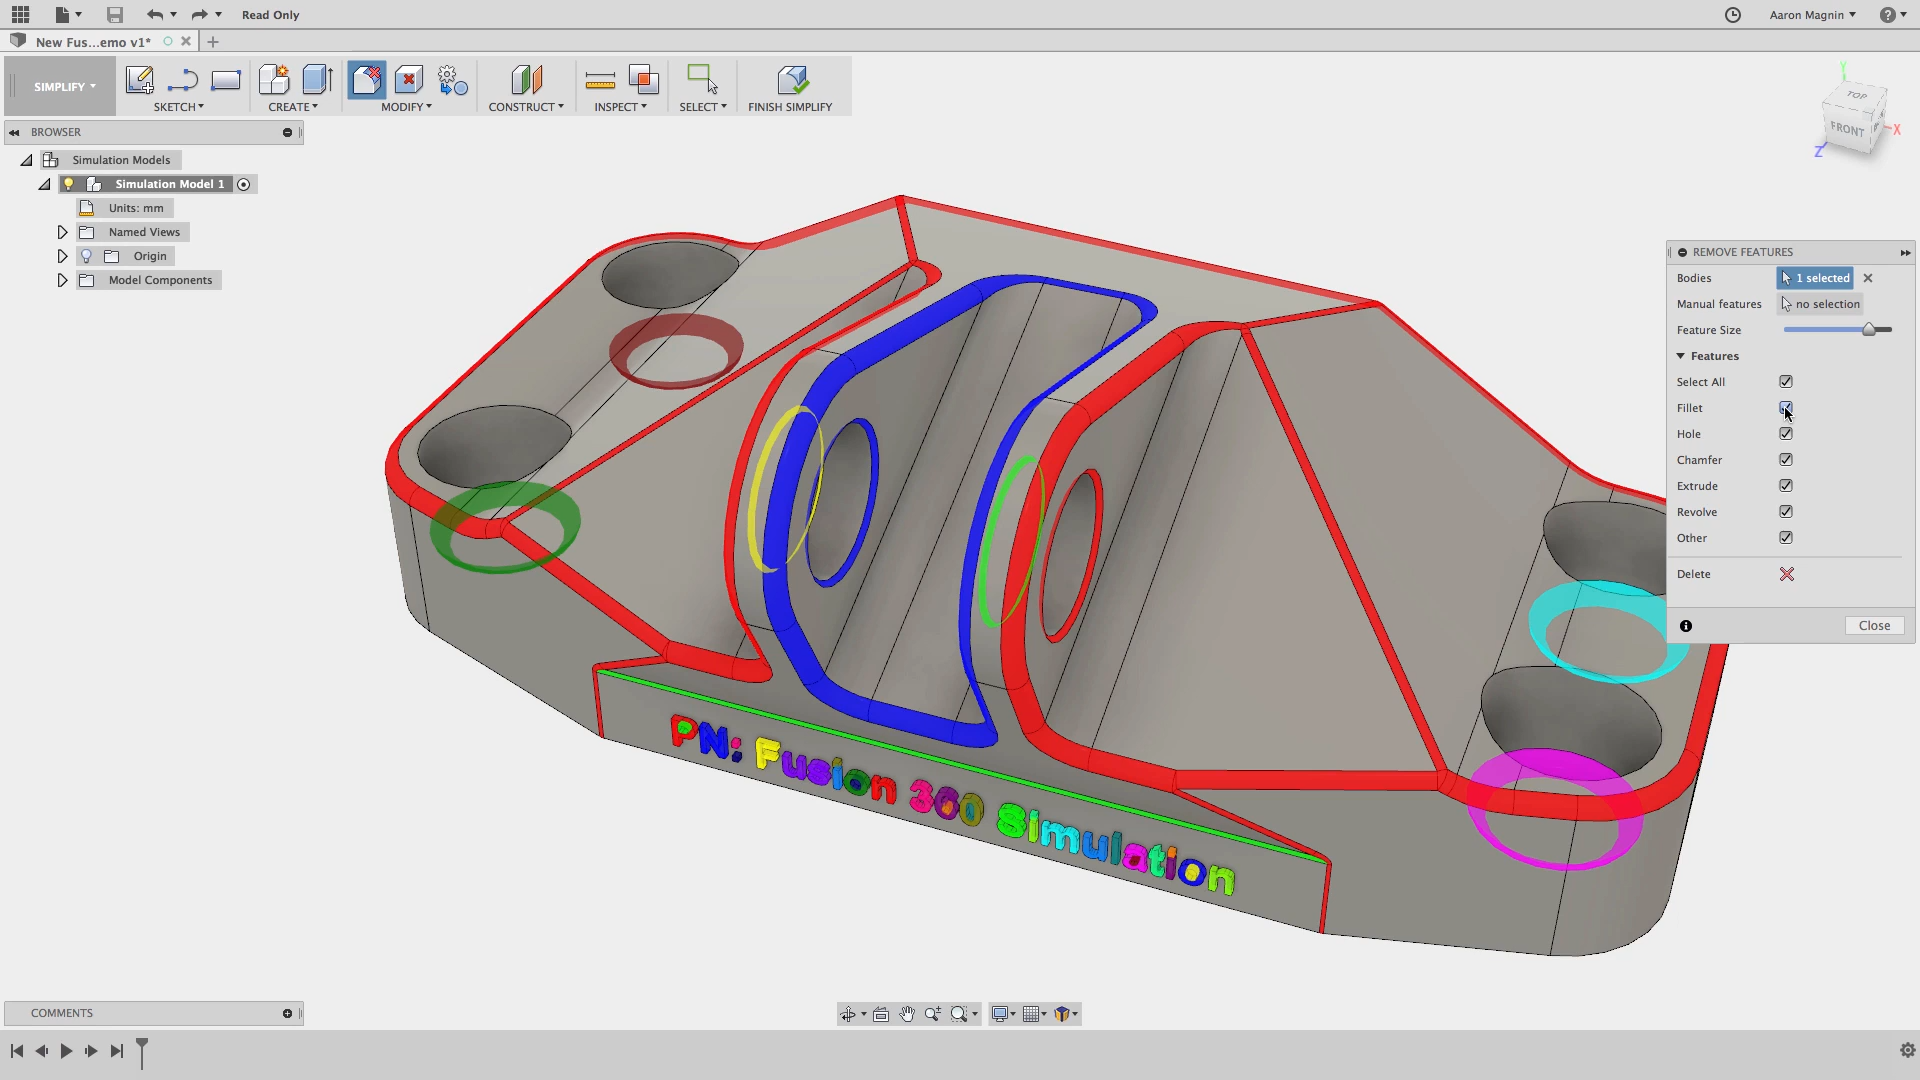 Read Only
Aaron Magnin
New Fus...emo v1*
SIMPLIFY
SKETCH
CREATE
MODIFY
CONSTRUCT
INSPECT
SELECT
FINISH SIMPLIFY
BROWSER
Simulation Models
Simulation Model 1
Units: mm
Named Views
Origin
Model Components
Y
TOP
FRONT
X
Z
REMOVE FEATURES
Bodies 1 selected
Manual features no selection
Feature Size
Features
Select All
Fillet
Hole
Chamfer
Extrude
Revolve
Other
Delete
Close
PN: Fusion 360 Simulation
COMMENTS